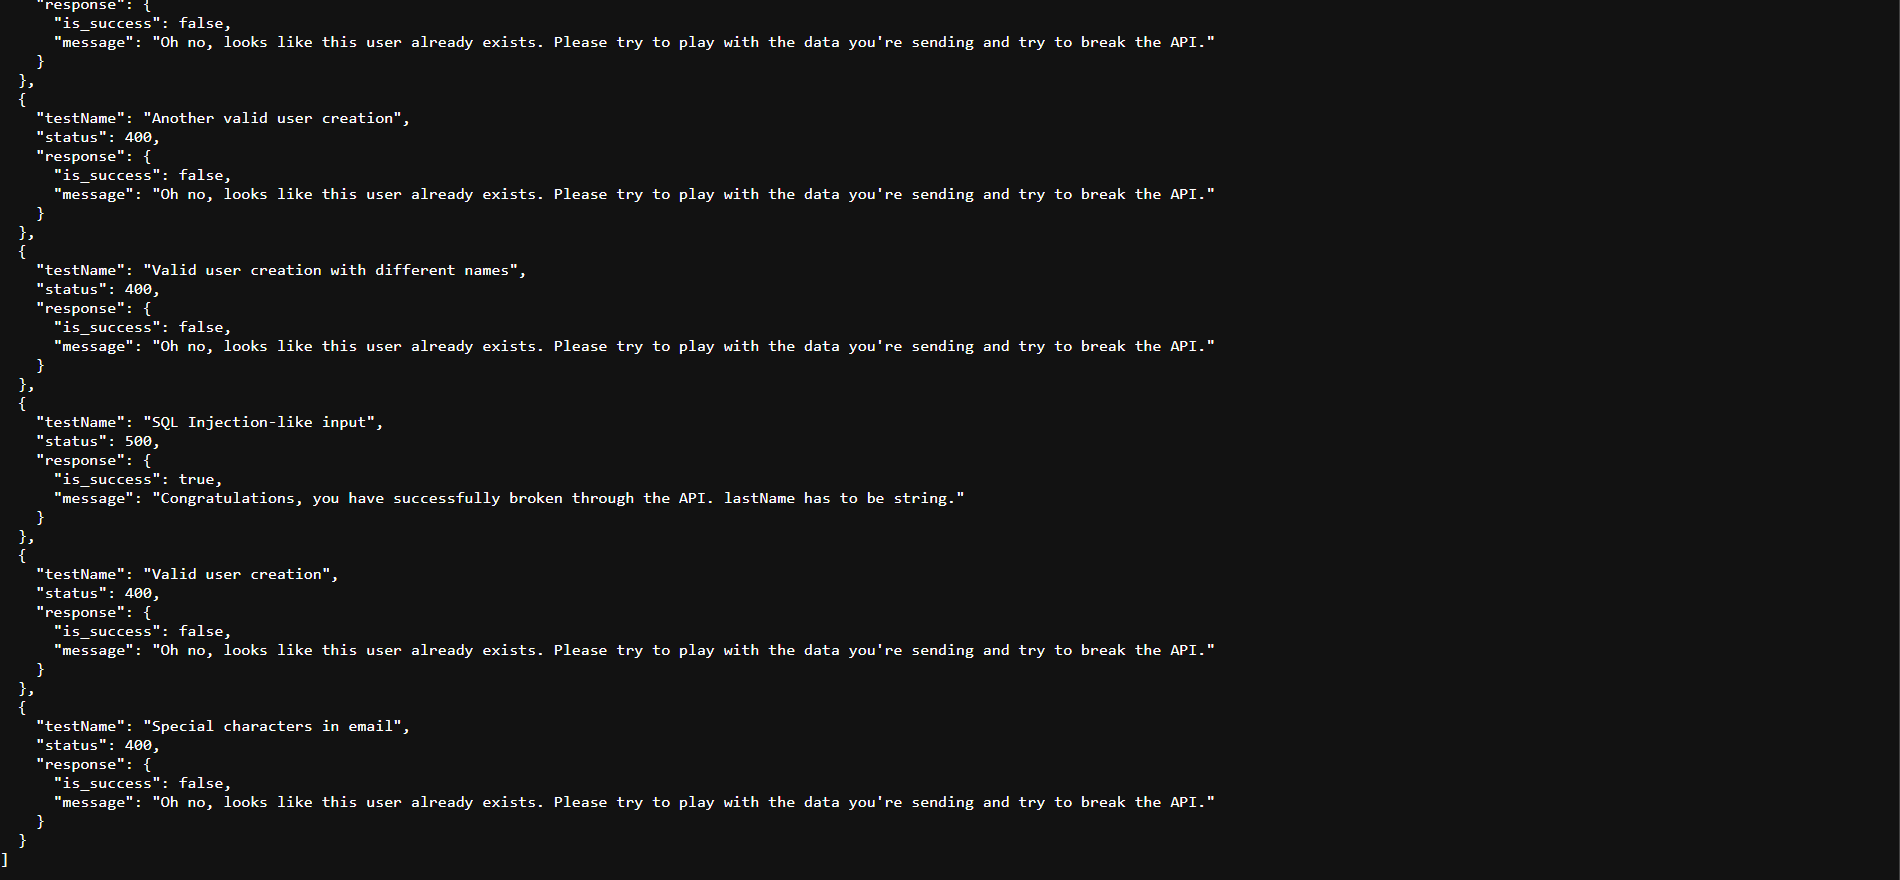 "response": {
"is_success": false,
"message": "Oh no, looks like this user already exists. Please try to play with the data you're sending and try to break the API."
}
},
{
"testName": "Another valid user creation",
"status": 400,
"response": {
"is_success": false,
"message": "Oh no, looks like this user already exists. Please try to play with the data you're sending and try to break the API."
}
},
{
"testName": "Valid user creation with different names",
"status": 400,
"response": {
"is_success": false,
"message": "Oh no, looks like this user already exists. Please try to play with the data you're sending and try to break the API."
}
},
{
"testName": "SQL Injection-like input",
"status": 500,
"response": {
"is_success": true,
"message": "Congratulations, you have successfully broken through the API. lastName has to be string."
}
},
{
"testName": "Valid user creation",
"status": 400,
"response": {
"is_success": false,
"message": "Oh no, looks like this user already exists. Please try to play with the data you're sending and try to break the API."
}
},
{
"testName": "Special characters in email",
"status": 400,
"response": {
"is_success": false,
"message": "Oh no, looks like this user already exists. Please try to play with the data you're sending and try to break the API."
}
}
]